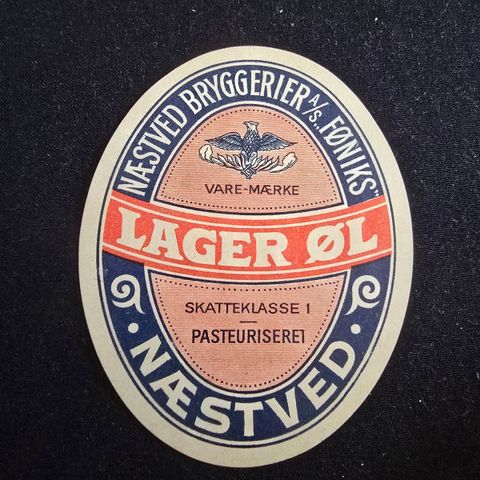 NÆSTVED BRYGGERIER A/S. „FØNIKS"
VARE-MÆRKE
LAGER ØL
SKATTEKLASSE 1
PASTEURISERET
· NÆSTVED ·